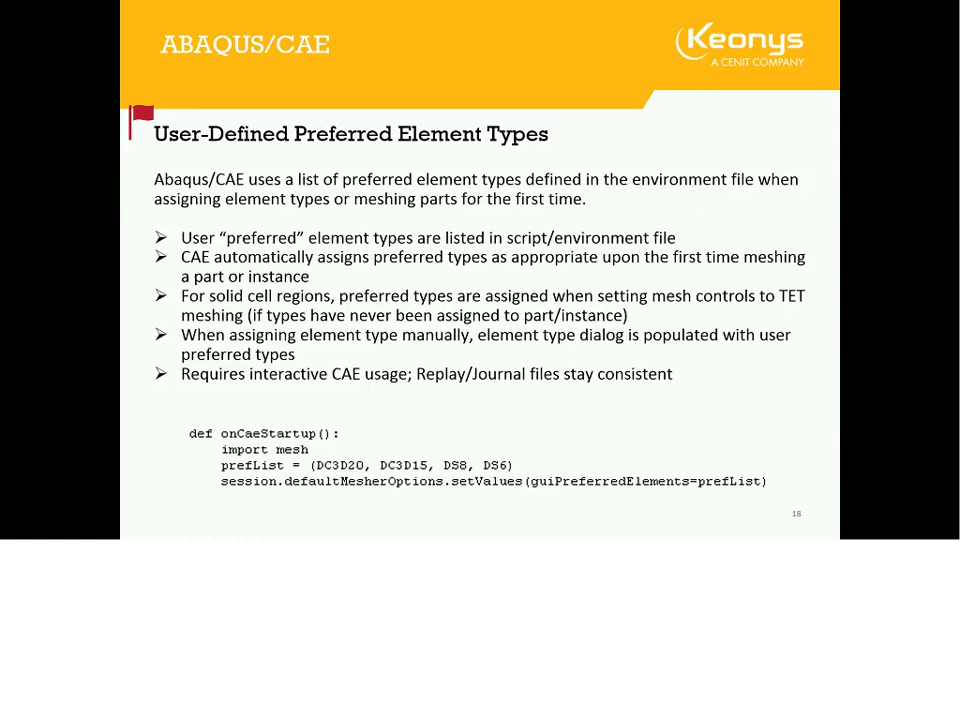 ABAQUS/CAE
Keonys
A CENIT COMPANY
User-Defined Preferred Element Types
Abaqus/CAE uses a list of preferred element types defined in the environment file when
assigning element types or meshing parts for the first time.
➢ User “preferred” element types are listed in script/environment file
➢ CAE automatically assigns preferred types as appropriate upon the first time meshing
a part or instance
➢ For solid cell regions, preferred types are assigned when setting mesh controls to TET
meshing (if types have never been assigned to part/instance)
➢ When assigning element type manually, element type dialog is populated with user
preferred types
➢ Requires interactive CAE usage; Replay/Journal files stay consistent
def onCaeStartup():
    import mesh
    prefList = (DC3D20, DC3D15, DS8, DS6)
    session.defaultMesherOptions.setValues(guiPreferredElements=prefList)
18